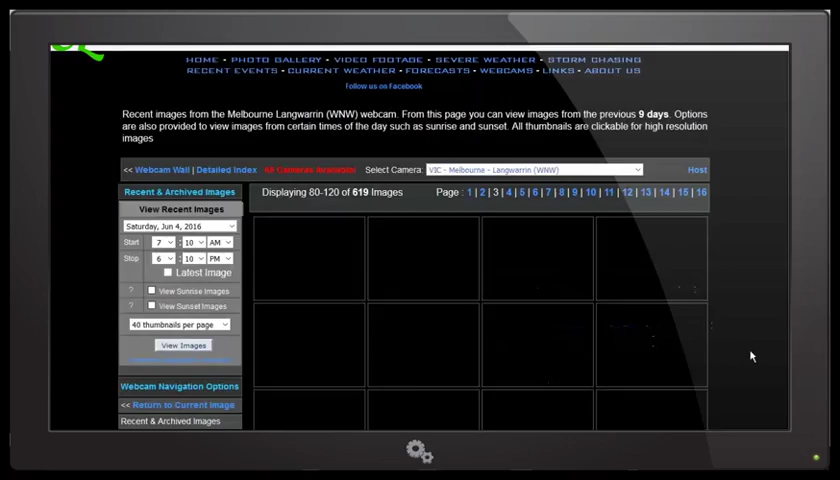 HOME - PHOTO GALLERY - VIDEO FOOTAGE - SEVERE WEATHER - STORM CHASING
RECENT EVENTS - CURRENT WEATHER - FORECASTS - WEBCAMS - LINKS - ABOUT US
Follow us on Facebook
Recent images from the Melbourne Langwarrin (WNW) webcam. From this page you can view images from the previous 9 days. Options
are also provided to view images from certain times of the day such as sunrise and sunset. All thumbnails are clickable for high resolution
images
<< Webcam Wall | Detailed Index All Cameras Available Select Camera: VIC - Melbourne - Langwarrin (WNW) Host
Recent & Archived Images
Displaying 80-120 of 619 Images Page : 1 | 2 | 3 | 4 | 5 | 6 | 7 | 8 | 9 | 10 | 11 | 12 | 13 | 14 | 15 | 16
View Recent Images
Saturday, Jun 4, 2016
Start 7 : 10 AM
Stop 6 : 10 PM
Latest Image
? View Sunrise Images
? View Sunset Images
40 thumbnails per page
View Images
Webcam Navigation Options
<< Return to Current Image
Recent & Archived Images